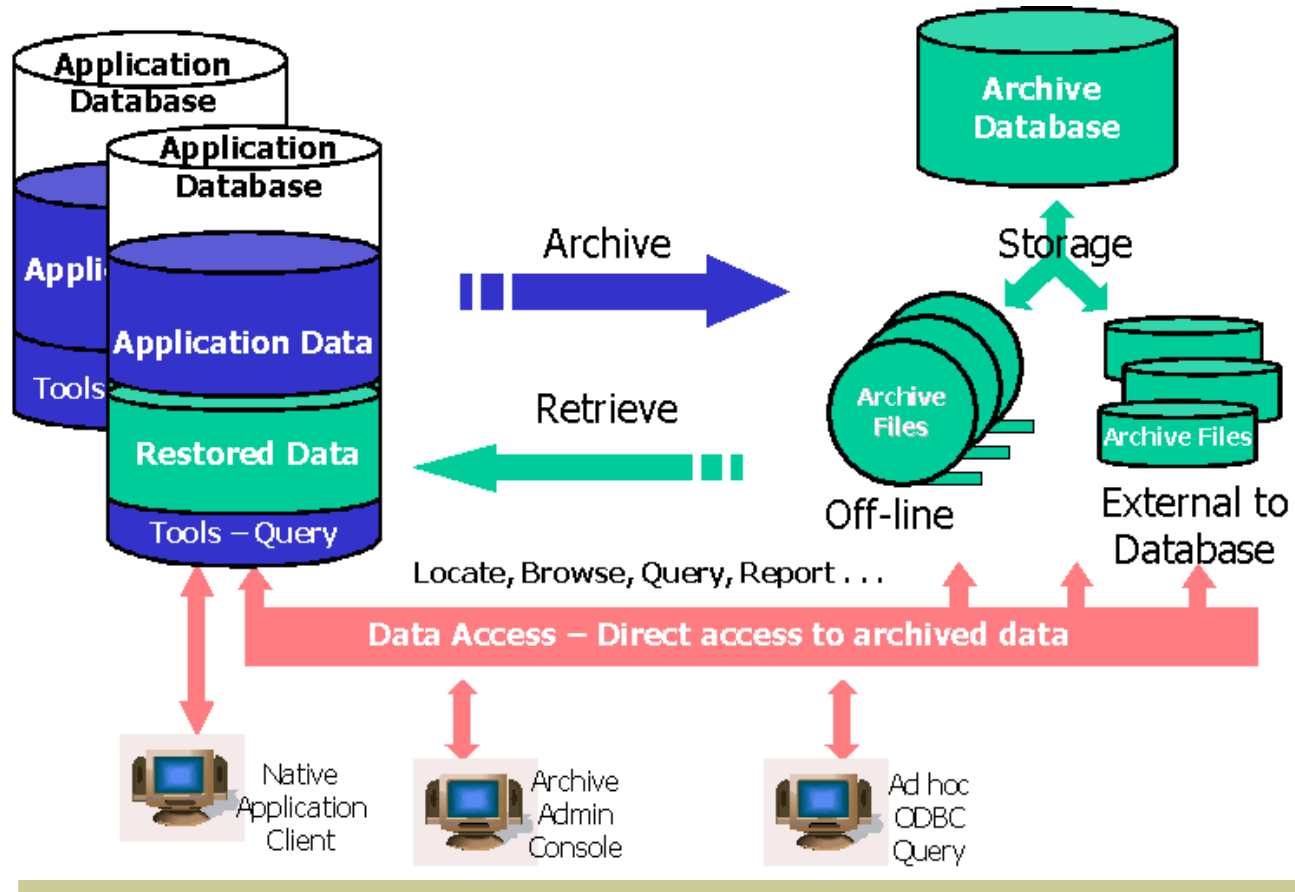 Application
Database
Application
Database
Appli
Application Data
Tools
Restored Data
Tools – Query
Archive
Retrieve
Archive
Database
Storage
Archive
Files
Archive Files
Off-line
External to
Database
Locate, Browse, Query, Report . . .
Data Access – Direct access to archived data
Native
Application
Client
Archive
Admin
Console
Ad hoc
ODBC
Query